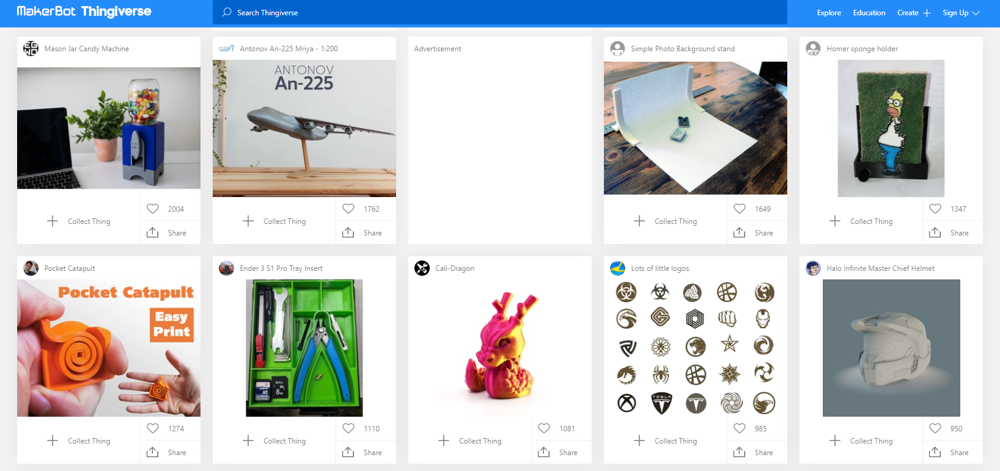 MakerBot Thingiverse
Search Thingiverse
Explore
Education
Create
Sign Up
Mason Jar Candy Machine
2004
Collect Thing
Share
Antonov An-225 Mriya - 1:200
ANTONOV
An-225
1762
Collect Thing
Share
Advertisement
Simple Photo Background stand
1649
Collect Thing
Share
Homer sponge holder
1347
Collect Thing
Share
Pocket Catapult
Pocket Catapult
Easy
Print
1274
Collect Thing
Share
Ender 3 S1 Pro Tray Insert
8GB
1110
Collect Thing
Share
Cali-Dragon
1081
Collect Thing
Share
Lots of little logos
TESLA
985
Collect Thing
Share
Halo Infinite Master Chief Helmet
950
Collect Thing
Share